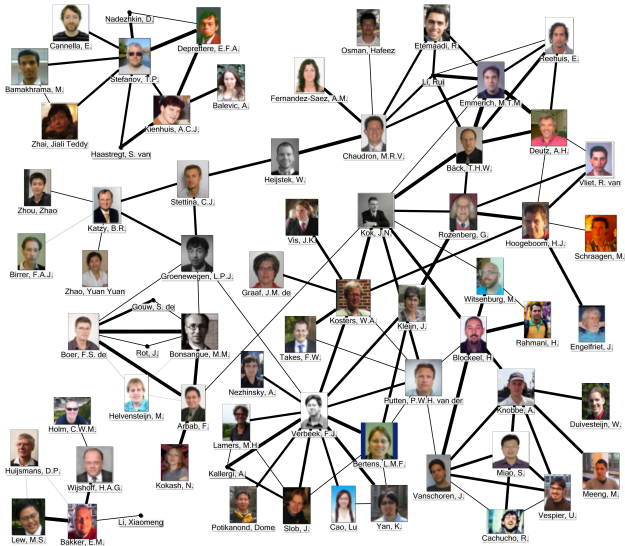 Nadezhkin, D.
Cannella, E.
Deprettere, E.F.A.
Stefanov, T.P.
Bamakhrama, M.
Balevic, A.
Zhai, Jiali Teddy
Kienhuis, A.C.J.
Haastregt, S. van
Osman, Hafeez
Etemaadi, R.
Reehuis, E.
Li, Rui
Fernandez-Saez, A.M.
Emmerich, M.T.M
Chaudron, M.R.V.
Deutz, A.H.
Bäck, T.H.W.
Heijstek, W.
Vliet, R. van
Stettina, C.J.
Zhou, Zhao
Katzy, B.R.
Vis, J.K.
Kok, J.N.
Rozenberg, G.
Hoogeboom, H.J.
Schraagen, M.
Birrer, F.A.J.
Zhao, Yuan Yuan
Groenewegen, L.P.J.
Graaf, J.M. de
Witsenburg, M.
Gouw, S. de
Kosters, W.A.
Kleijn, J.
Rahmani, H.
Engelfriet, J.
Boer, F.S. de
Rot, J.
Bonsangue, M.M.
Takes, F.W.
Blockeel, H.
Nezhinsky, A.
Putten, P.W.H. van der
Helvensteijn, M.
Arbab, F.
Knobbe, A.
Duivesteijn, W.
Holm, C.W.M.
Lamers, M.H.
Verbeek, F.J.
Bertens, L.M.F.
Huijsmans, D.P.
Wijshoff, H.A.G.
Kokash, N.
Kallergi, A.
Miao, S.
Meeng, M.
Vanschoren, J.
Vespier, U.
Li, Xiaomeng
Potikanond, Dome
Slob, J.
Cao, Lu
Yan, K.
Lew, M.S.
Bakker, E.M.
Cachucho, R.